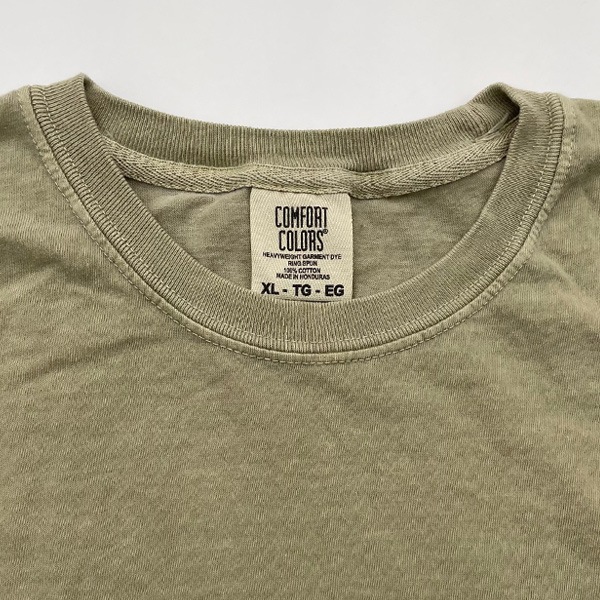 COMFORT
COLORS®
HEAVYWEIGHT GARMENT DYE
RING SPUN
100% COTTON
MADE IN HONDURAS
XL - TG - EG